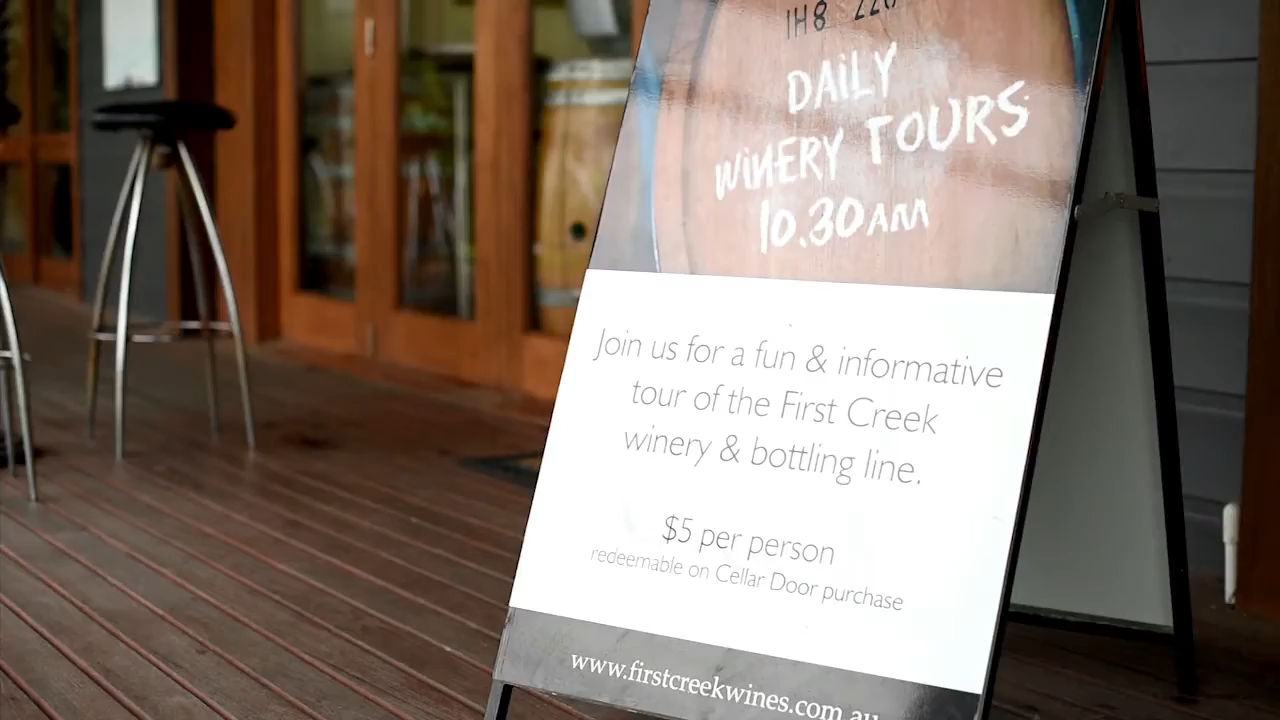 DAiLY
WiNERY TOURS
10.30AM
Join us for a fun & informative
tour of the First Creek
winery & bottling line.
$5 per person
redeemable on Cellar Door purchase
www.firstcreekwines.com.au